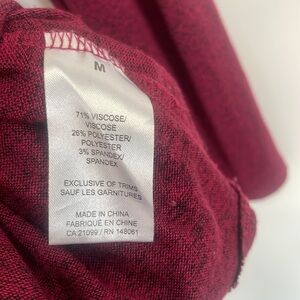 M
71% VISCOSE/
VISCOSE
26% POLYESTER/
POLYESTER
3% SPANDEX/
SPANDEX
EXCLUSIVE OF TRIMS
SAUF LES GARNITURES
MADE IN CHINA
FABRIQUÉ EN CHINE
CA 21099 / RN 148061